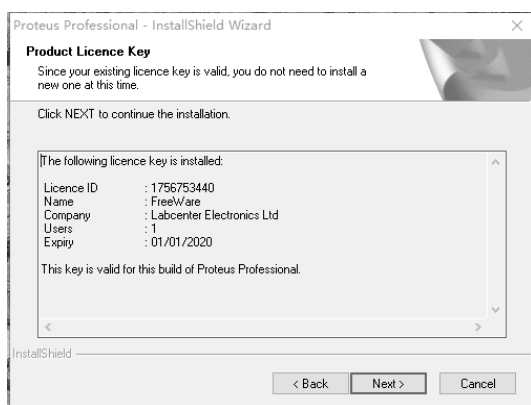 Proteus Professional - InstallShield Wizard
Product Licence Key
Since your existing licence key is valid, you do not need to install a
new one at this time.
Click NEXT to continue the installation.
The following licence key is installed:
Licence ID : 1756753440
Name : FreeWare
Company : Labcenter Electronics Ltd
Users : 1
Expiry : 01/01/2020
This key is valid for this build of Proteus Professional.
InstallShield
< Back Next > Cancel